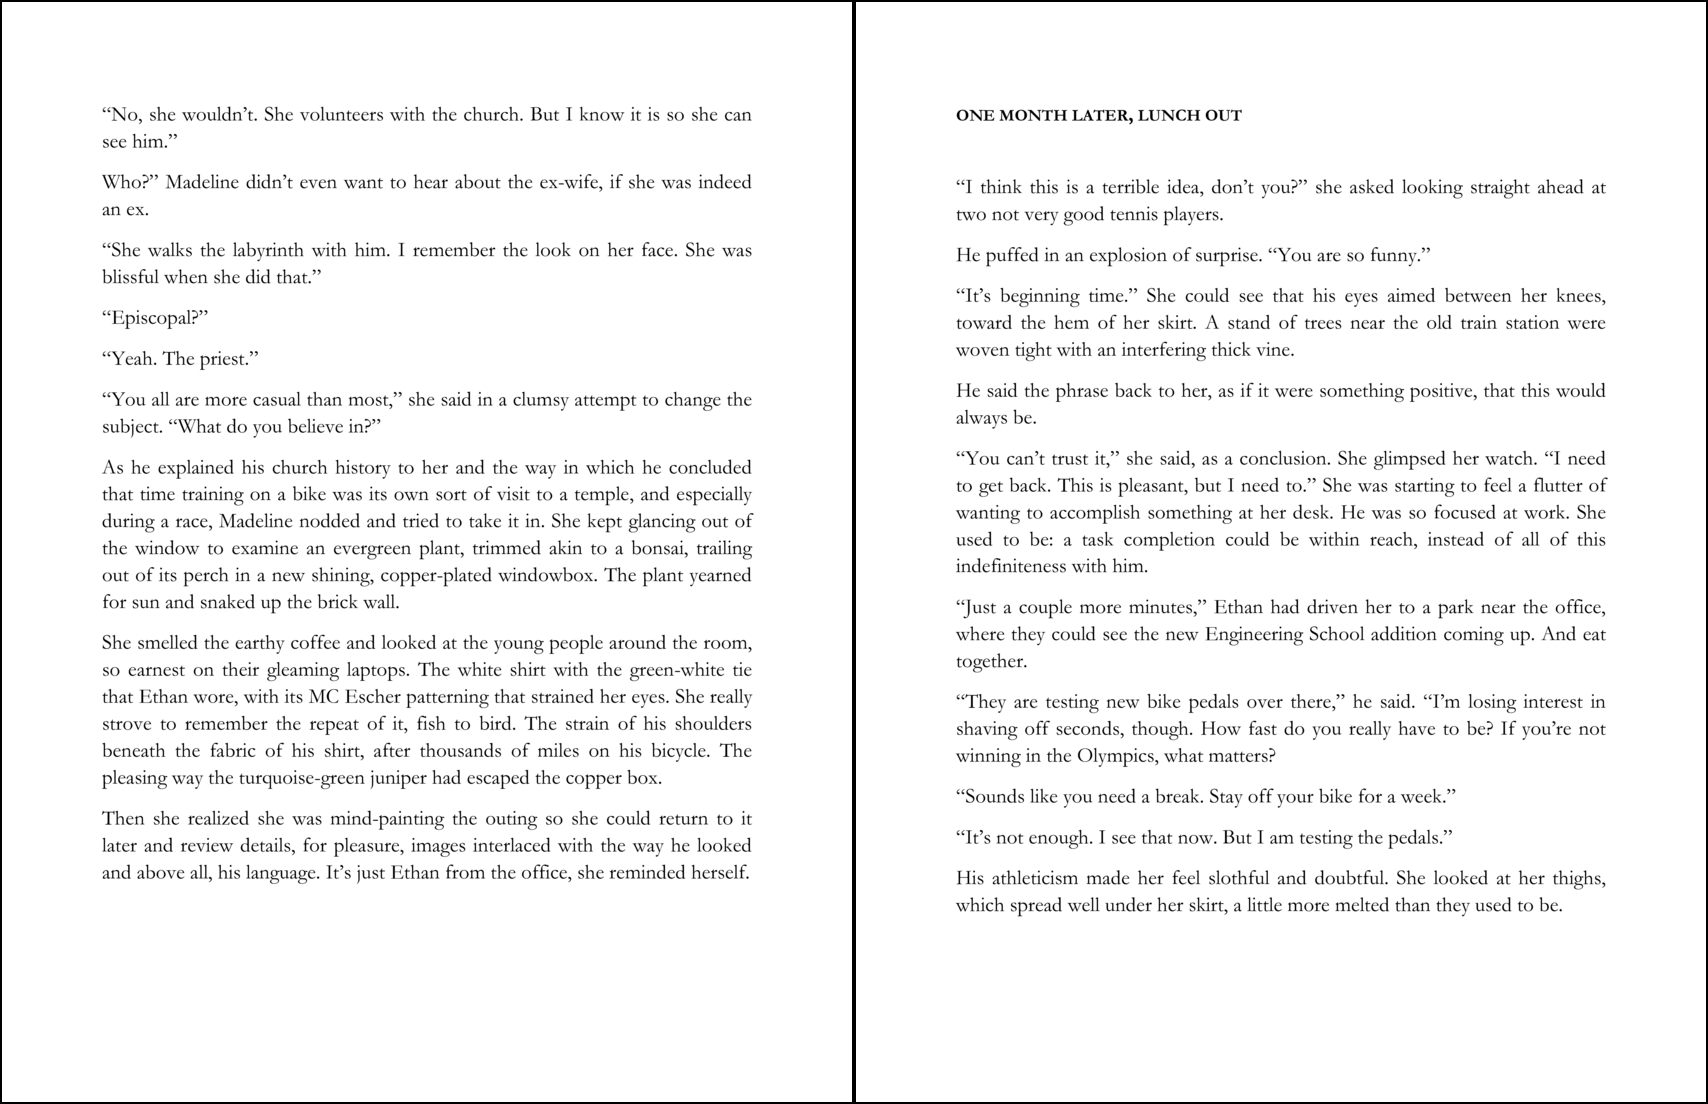 “No, she wouldn’t. She volunteers with the church. But I know it is so she can
see him.”
Who?” Madeline didn’t even want to hear about the ex-wife, if she was indeed
an ex.
“She walks the labyrinth with him. I remember the look on her face. She was
blissful when she did that.”
“Episcopal?”
“Yeah. The priest.”
“You all are more casual than most,” she said in a clumsy attempt to change the
subject. “What do you believe in?”
As he explained his church history to her and the way in which he concluded
that time training on a bike was its own sort of visit to a temple, and especially
during a race, Madeline nodded and tried to take it in. She kept glancing out of
the window to examine an evergreen plant, trimmed akin to a bonsai, trailing
out of its perch in a new shining, copper-plated windowbox. The plant yearned
for sun and snaked up the brick wall.
She smelled the earthy coffee and looked at the young people around the room,
so earnest on their gleaming laptops. The white shirt with the green-white tie
that Ethan wore, with its MC Escher patterning that strained her eyes. She really
strove to remember the repeat of it, fish to bird. The strain of his shoulders
beneath the fabric of his shirt, after thousands of miles on his bicycle. The
pleasing way the turquoise-green juniper had escaped the copper box.
Then she realized she was mind-painting the outing so she could return to it
later and review details, for pleasure, images interlaced with the way he looked
and above all, his language. It’s just Ethan from the office, she reminded herself.
ONE MONTH LATER, LUNCH OUT
“I think this is a terrible idea, don’t you?” she asked looking straight ahead at
two not very good tennis players.
He puffed in an explosion of surprise. “You are so funny.”
“It’s beginning time.” She could see that his eyes aimed between her knees,
toward the hem of her skirt. A stand of trees near the old train station were
woven tight with an interfering thick vine.
He said the phrase back to her, as if it were something positive, that this would
always be.
“You can’t trust it,” she said, as a conclusion. She glimpsed her watch. “I need
to get back. This is pleasant, but I need to.” She was starting to feel a flutter of
wanting to accomplish something at her desk. He was so focused at work. She
used to be: a task completion could be within reach, instead of all of this
indefiniteness with him.
“Just a couple more minutes,” Ethan had driven her to a park near the office,
where they could see the new Engineering School addition coming up. And eat
together.
“They are testing new bike pedals over there,” he said. “I’m losing interest in
shaving off seconds, though. How fast do you really have to be? If you’re not
winning in the Olympics, what matters?
“Sounds like you need a break. Stay off your bike for a week.”
“It’s not enough. I see that now. But I am testing the pedals.”
His athleticism made her feel slothful and doubtful. She looked at her thighs,
which spread well under her skirt, a little more melted than they used to be.